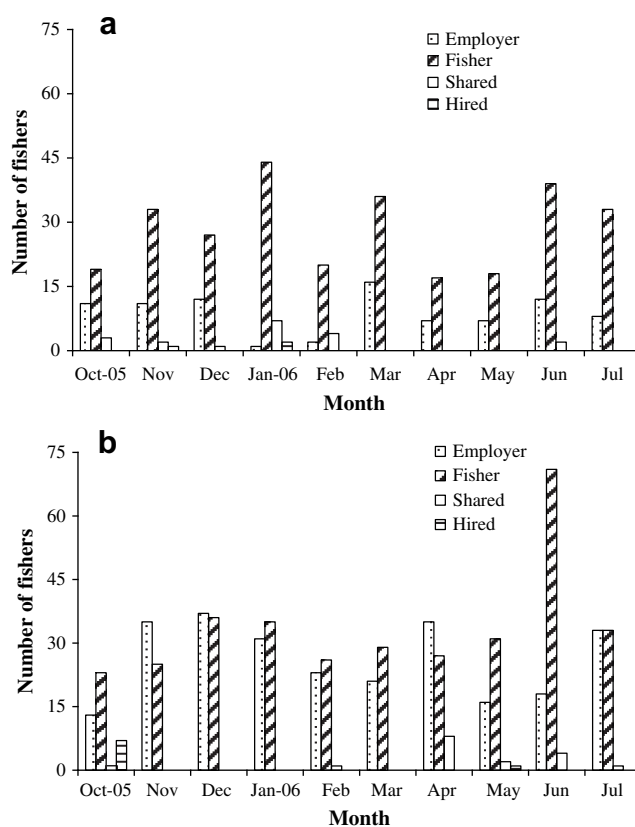 a
75
60
45
30
15
0
Number of fishers
Employer
Fisher
Shared
Hired
Oct-05 Nov Dec Jan-06 Feb Mar Apr May Jun Jul
Month
b
75
60
45
30
15
0
Number of fishers
Employer
Fisher
Shared
Hired
Oct-05 Nov Dec Jan-06 Feb Mar Apr May Jun Jul
Month